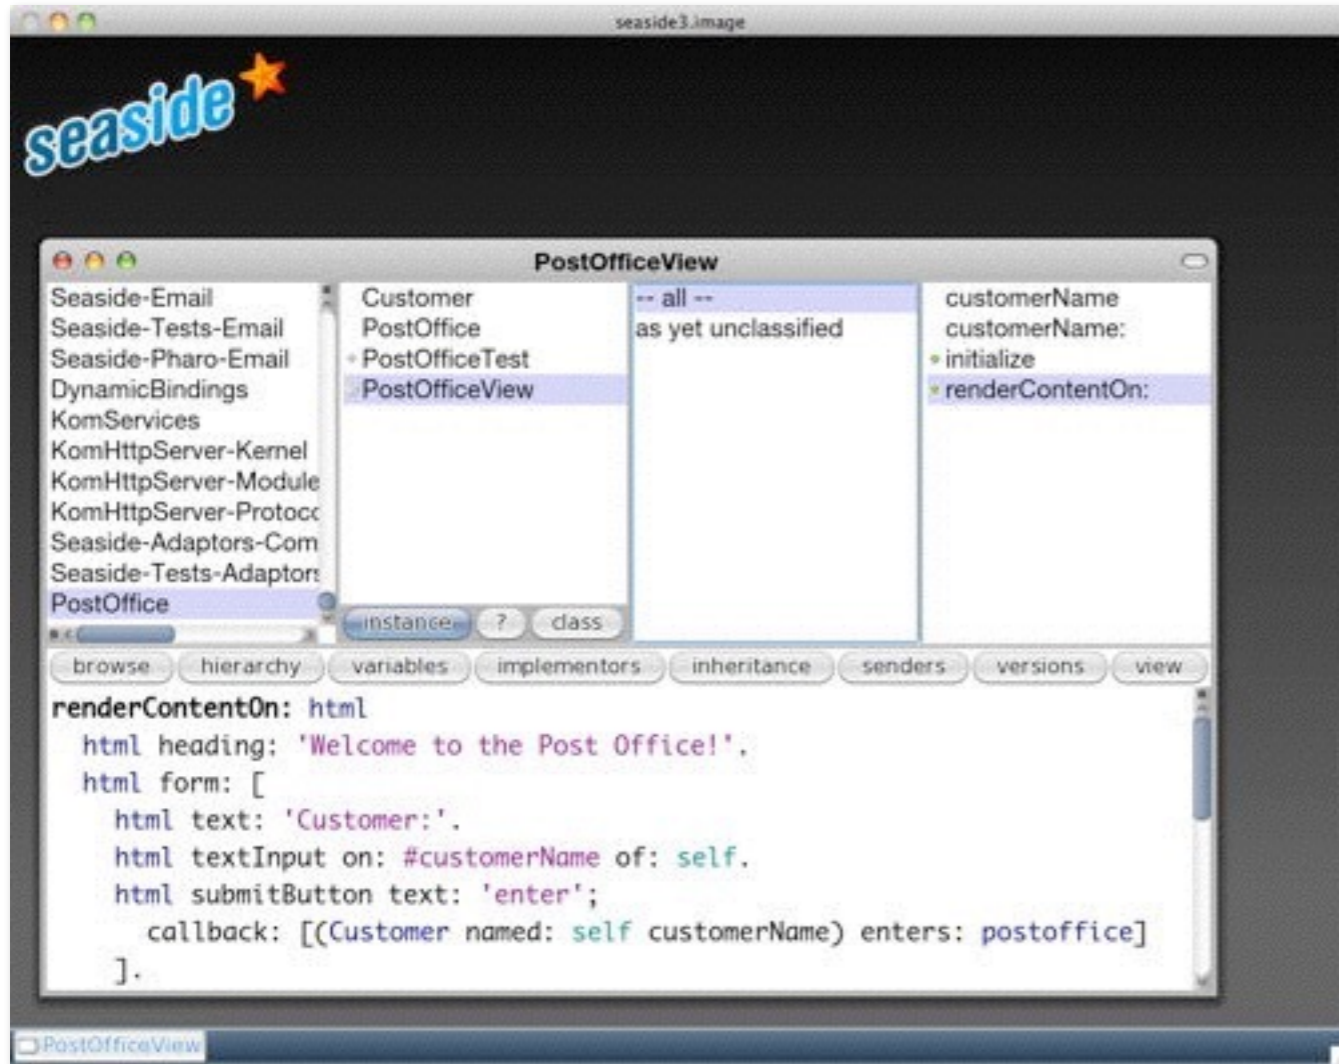 seaside3.image
seaside
PostOfficeView
Seaside-Email
Seaside-Tests-Email
Seaside-Pharo-Email
DynamicBindings
KomServices
KomHttpServer-Kernel
KomHttpServer-Module
KomHttpServer-Protoco
Seaside-Adaptors-Com
Seaside-Tests-Adaptors
PostOffice
Customer
PostOffice
PostOfficeTest
PostOfficeView
instance ? class
-- all --
as yet unclassified
customerName
customerName:
initialize
renderContentOn:
browse hierarchy variables implementors inheritance senders versions view
renderContentOn: html
html heading: 'Welcome to the Post Office!'.
html form: [
html text: 'Customer:'.
html textInput on: #customerName of: self.
html submitButton text: 'enter';
callback: [(Customer named: self customerName) enters: postoffice]
].
PostOfficeView